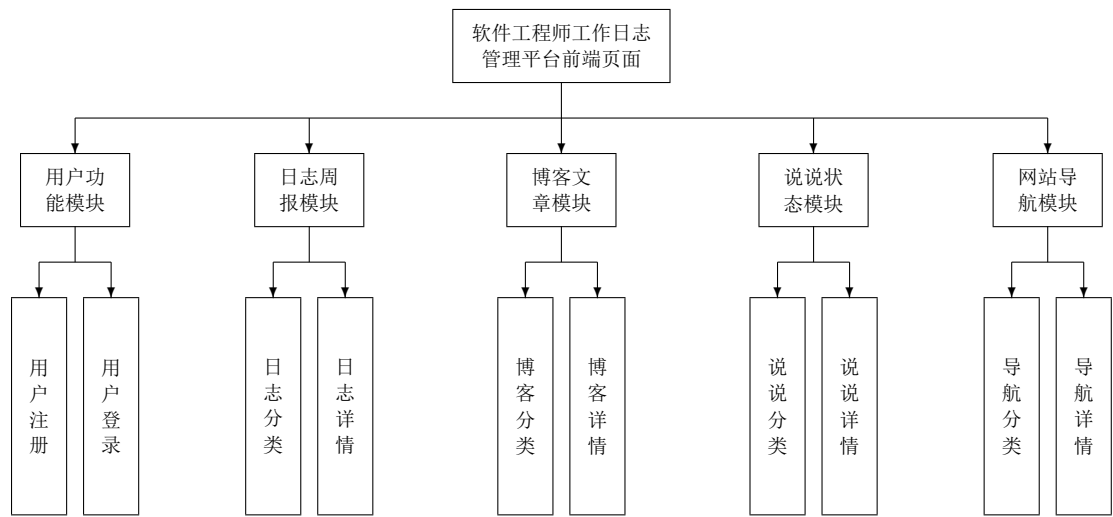 软件工程师工作日志
管理平台前端页面
用户功
能模块
日志周
报模块
博客文
章模块
说说状
态模块
网站导
航模块
用户注册
用户登录
日志分类
日志详情
博客分类
博客详情
说说分类
说说详情
导航分类
导航详情